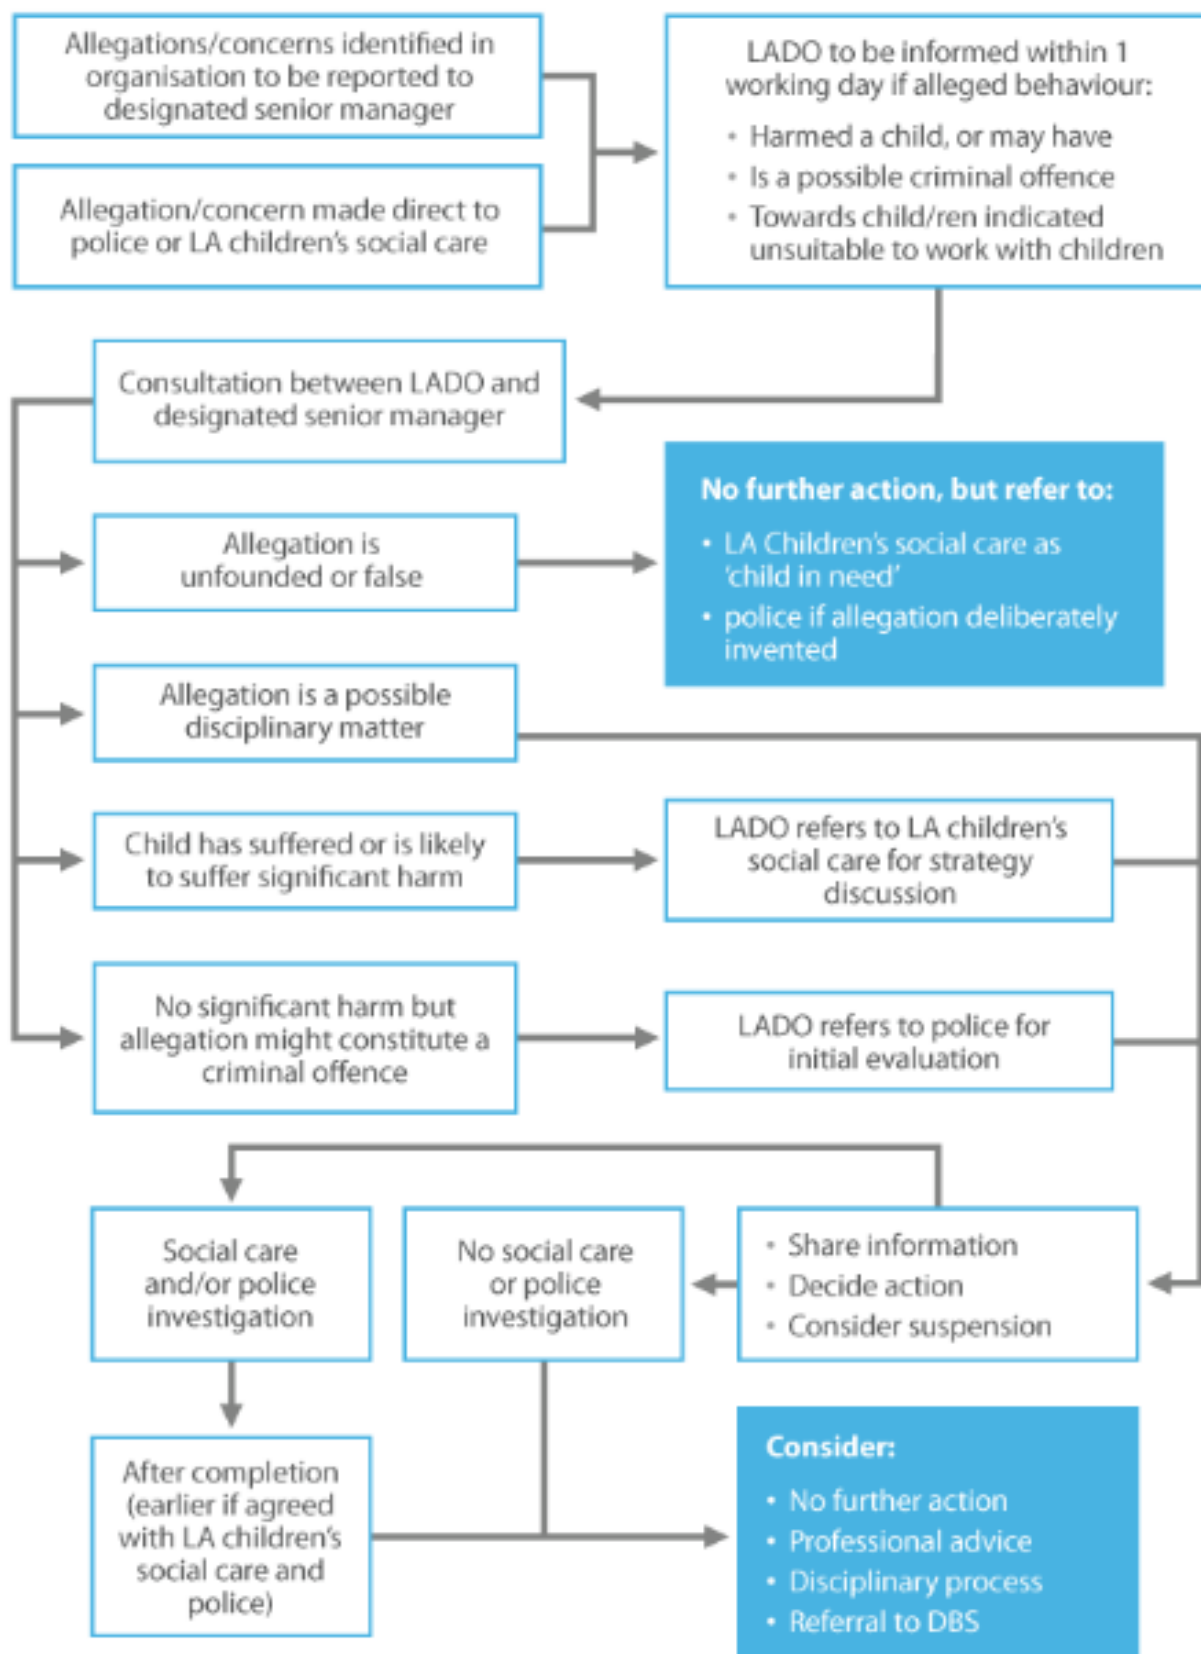 Allegations/concerns identified in
organisation to be reported to
designated senior manager
LADO to be informed within 1
working day if alleged behaviour:
• Harmed a child, or may have
• Is a possible criminal offence
• Towards child/ren indicated
unsuitable to work with children
Allegation/concern made direct to
police or LA children's social care
Consultation between LADO and
designated senior manager
Allegation is
unfounded or false
No further action, but refer to:
• LA Children's social care as
'child in need'
• police if allegation deliberately
invented
Allegation is a possible
disciplinary matter
Child has suffered or is likely
to suffer significant harm
LADO refers to LA children's
social care for strategy
discussion
No significant harm but
allegation might constitute a
criminal offence
LADO refers to police for
initial evaluation
Social care
and/or police
investigation
No social care
or police
investigation
• Share information
• Decide action
• Consider suspension
After completion
(earlier if agreed
with LA children's
social care and
police)
Consider:
• No further action
• Professional advice
• Disciplinary process
• Referral to DBS